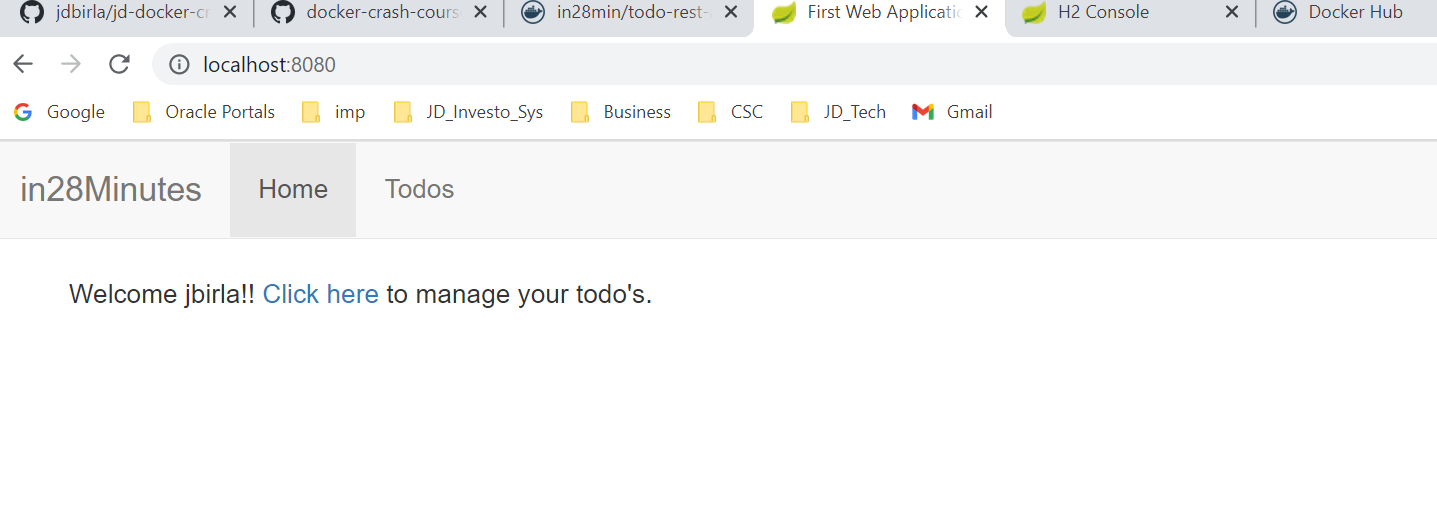 jdbirla/jd-docker-cr docker-crash-cours in28min/todo-rest- First Web Applicatio H2 Console Docker Hub
localhost:8080
Google Oracle Portals imp JD_Investo_Sys Business CSC JD_Tech Gmail
in28Minutes Home Todos
Welcome jbirla!! Click here to manage your todo's.